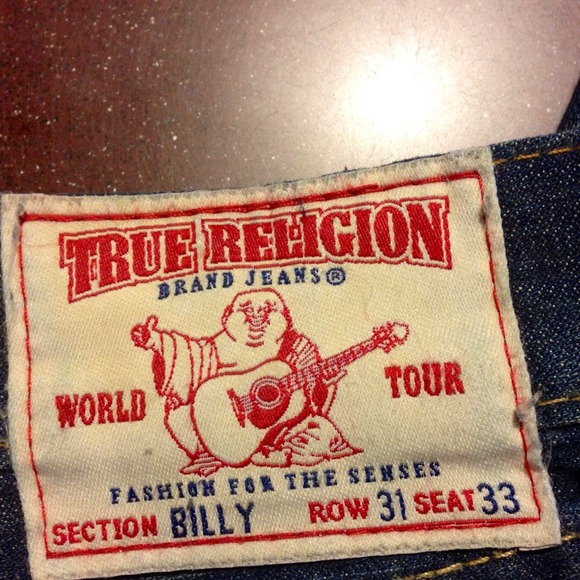 TRUE RELIGION
BRAND JEANS®
WORLD TOUR
FASHION FOR THE SENSES
SECTION BILLY ROW 31 SEAT 33